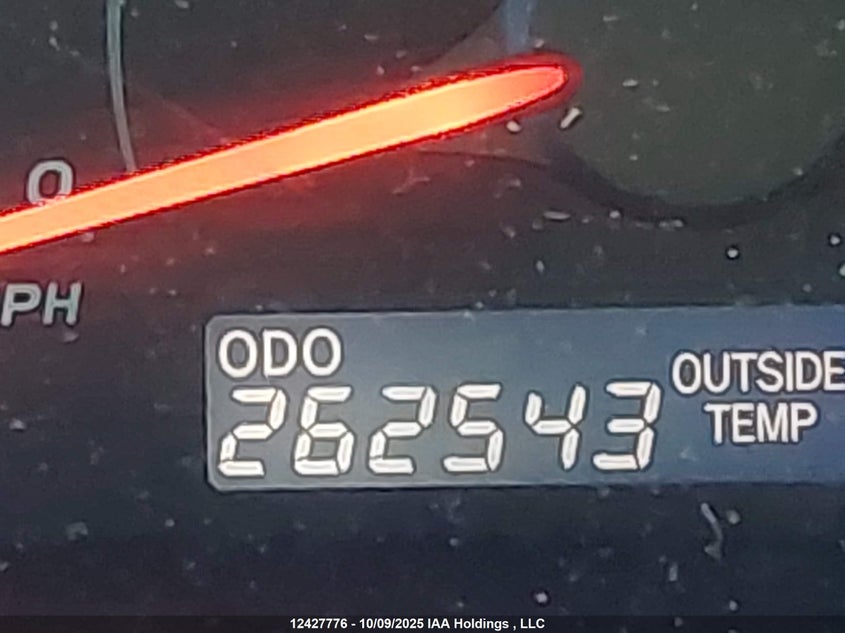 0
PH
ODO
262543
OUTSIDE
TEMP
12427776 - 10/09/2025 IAA Holdings , LLC